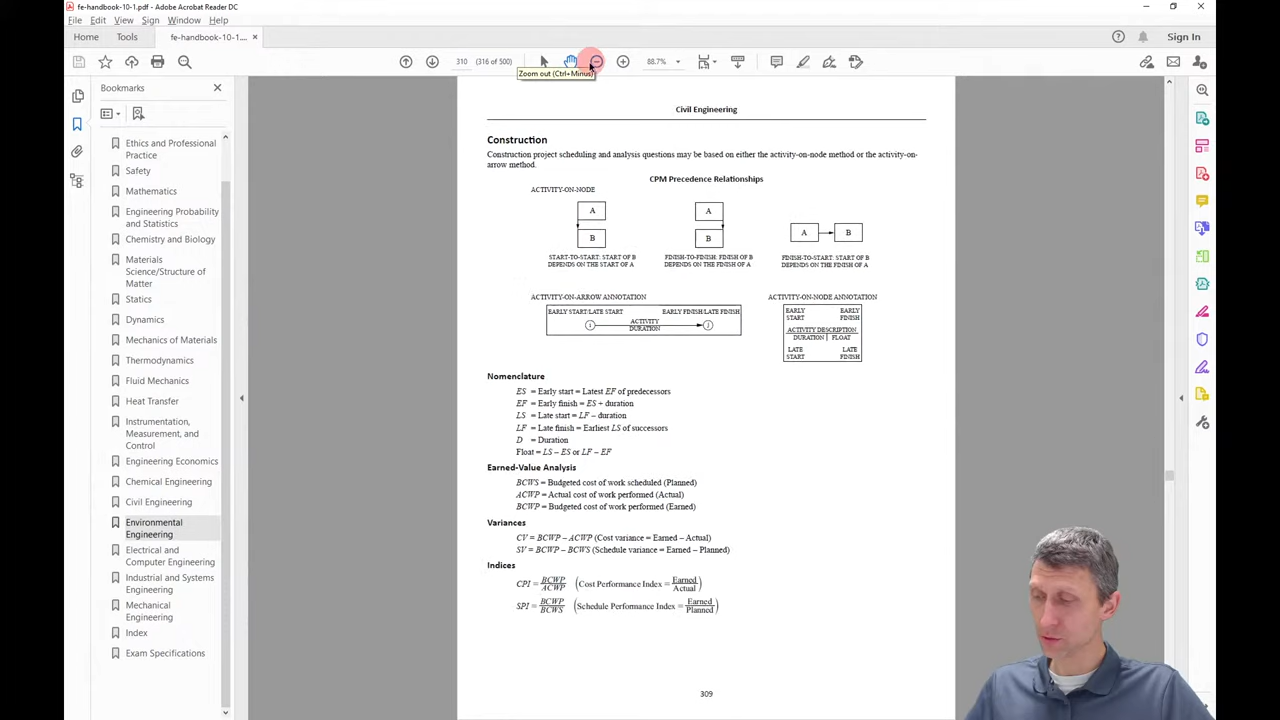 fe-handbook-10-1.pdf - Adobe Acrobat Reader DC
File Edit View Sign Window Help
Home Tools fe-handbook-10-1.... × Sign In
310 (316 of 500) 88.7%
Zoom out (Ctrl+Minus)
Bookmarks
Ethics and Professional
Practice
Safety
Mathematics
Engineering Probability
and Statistics
Chemistry and Biology
Materials
Science/Structure of
Matter
Statics
Dynamics
Mechanics of Materials
Thermodynamics
Fluid Mechanics
Heat Transfer
Instrumentation,
Measurement, and
Control
Engineering Economics
Chemical Engineering
Civil Engineering
Environmental
Engineering
Electrical and
Computer Engineering
Industrial and Systems
Engineering
Mechanical
Engineering
Index
Exam Specifications
Civil Engineering
Construction
Construction project scheduling and analysis questions may be based on either the activity-on-node method or the activity-on-
arrow method.
CPM Precedence Relationships
ACTIVITY-ON-NODE
A
B
START-TO-START: START OF B
DEPENDS ON THE START OF A
A
B
FINISH-TO-FINISH: FINISH OF B
DEPENDS ON THE FINISH OF A
A B
FINISH-TO-START: START OF B
DEPENDS ON THE FINISH OF A
ACTIVITY-ON-ARROW ANNOTATION
EARLY START/LATE START EARLY FINISH/LATE FINISH
i ACTIVITY j
DURATION
ACTIVITY-ON-NODE ANNOTATION
EARLY EARLY
START FINISH
ACTIVITY DESCRIPTION
DURATION FLOAT
LATE LATE
START FINISH
Nomenclature
ES = Early start = Latest EF of predecessors
EF = Early finish = ES + duration
LS = Late start = LF – duration
LF = Late finish = Earliest LS of successors
D = Duration
Float = LS – ES or LF – EF
Earned-Value Analysis
BCWS = Budgeted cost of work scheduled (Planned)
ACWP = Actual cost of work performed (Actual)
BCWP = Budgeted cost of work performed (Earned)
Variances
CV = BCWP – ACWP (Cost variance = Earned – Actual)
SV = BCWP – BCWS (Schedule variance = Earned – Planned)
Indices
CPI = BCWP/ACWP (Cost Performance Index = Earned/Actual)
SPI = BCWP/BCWS (Schedule Performance Index = Earned/Planned)
309